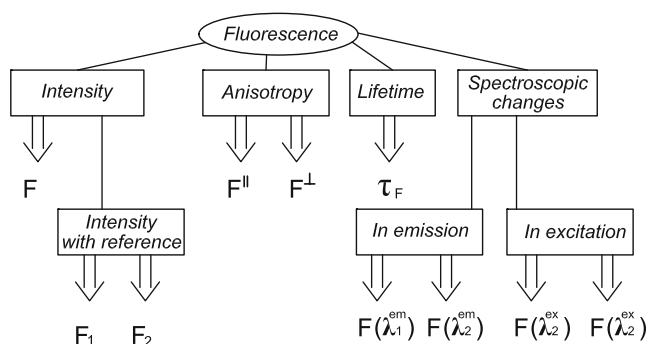 Fluorescence
Intensity
Anisotropy
Lifetime
Spectroscopic
changes
F
F∥
F⊥
τF
Intensity
with reference
In emission
In excitation
F1
F2
F(λ1em)
F(λ2em)
F(λ2ex)
F(λ2ex)